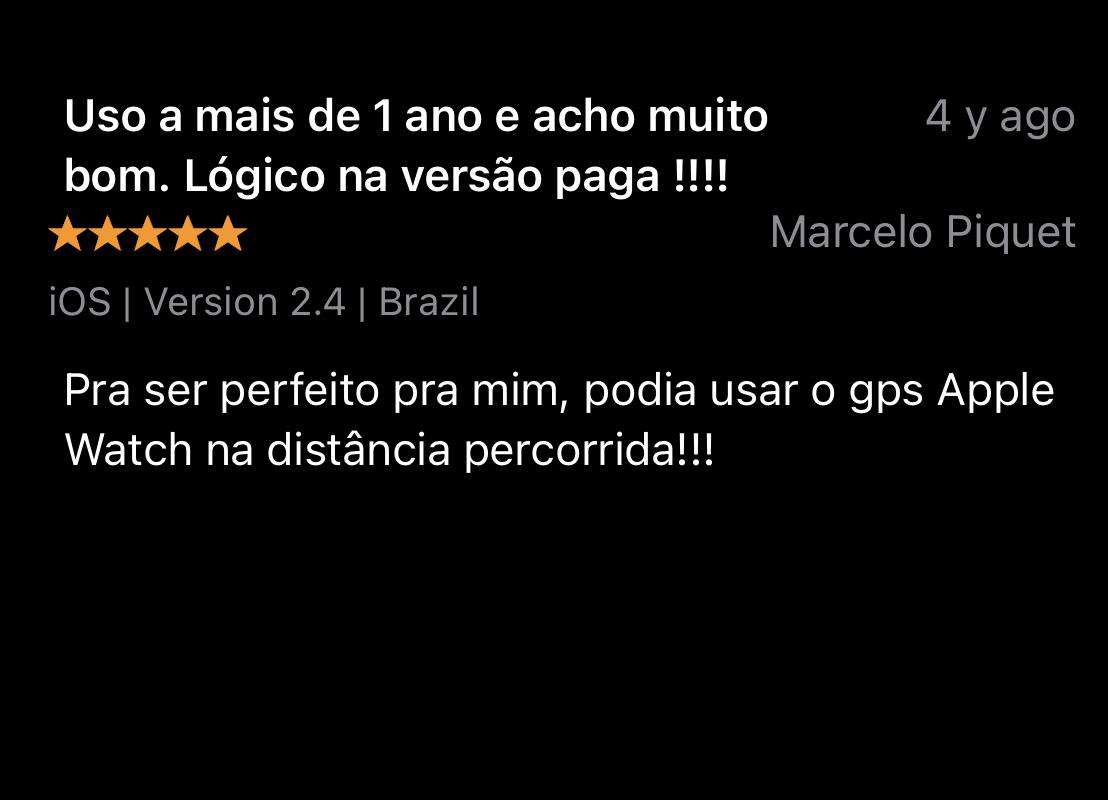 Uso a mais de 1 ano e acho muito
bom. Lógico na versão paga !!!!
4 y ago
★★★★★
Marcelo Piquet
iOS | Version 2.4 | Brazil
Pra ser perfeito pra mim, podia usar o gps Apple
Watch na distância percorrida!!!